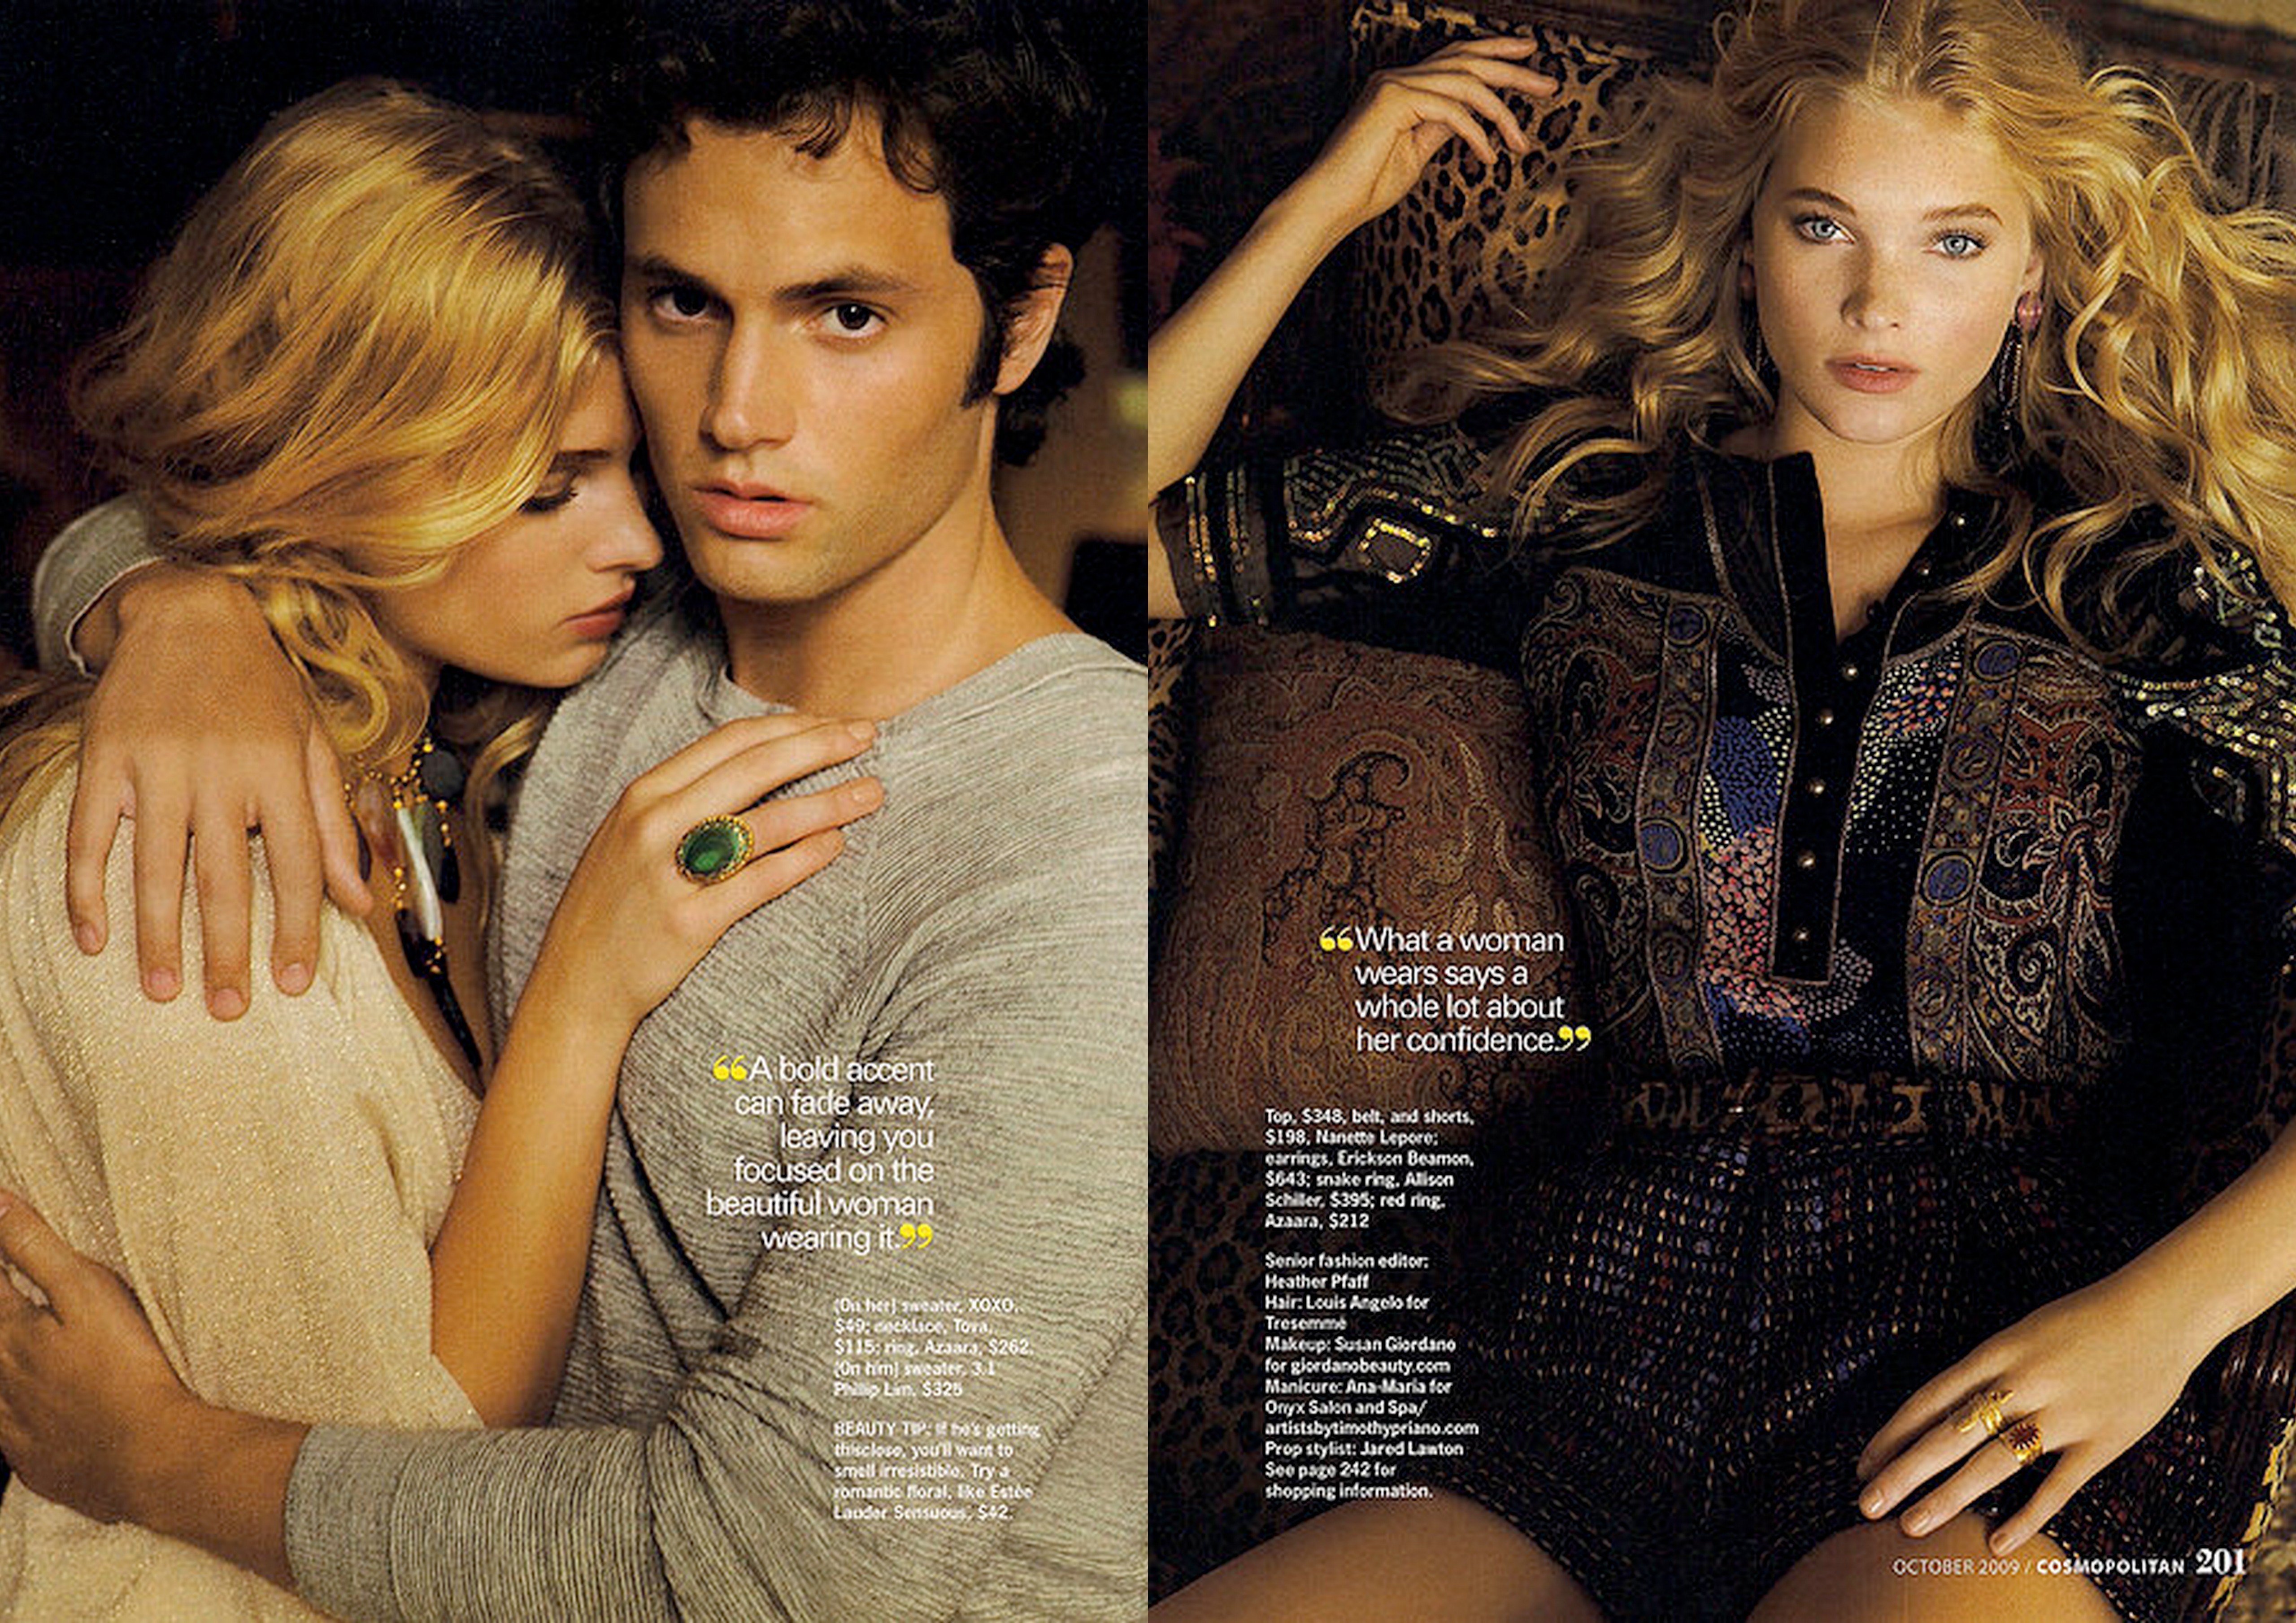 “A bold accent
can fade away,
leaving you
focused on the
beautiful woman
wearing it.”
(On her) sweater, XOXO,
$49; necklace, Tova,
$115; ring, Azaara, $262.
(On him) sweater, 3.1
Phillip Lim, $325
BEAUTY TIP: If he's getting
thisclose, you'll want to
smell irresistible. Try a
romantic floral, like Estée
Lauder Sensuous, $42.
“What a woman
wears says a
whole lot about
her confidence.”
Top, $348, belt, and shorts,
$198, Nanette Lepore;
earrings, Erickson Beamon,
$643; snake ring, Allison
Schiller, $395; red ring,
Azaara, $212
Senior fashion editor:
Heather Pfaff
Hair: Louis Angelo for
Tresemmé
Makeup: Susan Giordano
for giordanobeauty.com
Manicure: Ana-Maria for
Onyx Salon and Spa/
artistsbytimothypriano.com
Prop stylist: Jared Lawton
See page 242 for
shopping information.
OCTOBER 2009 / COSMOPOLITAN 201